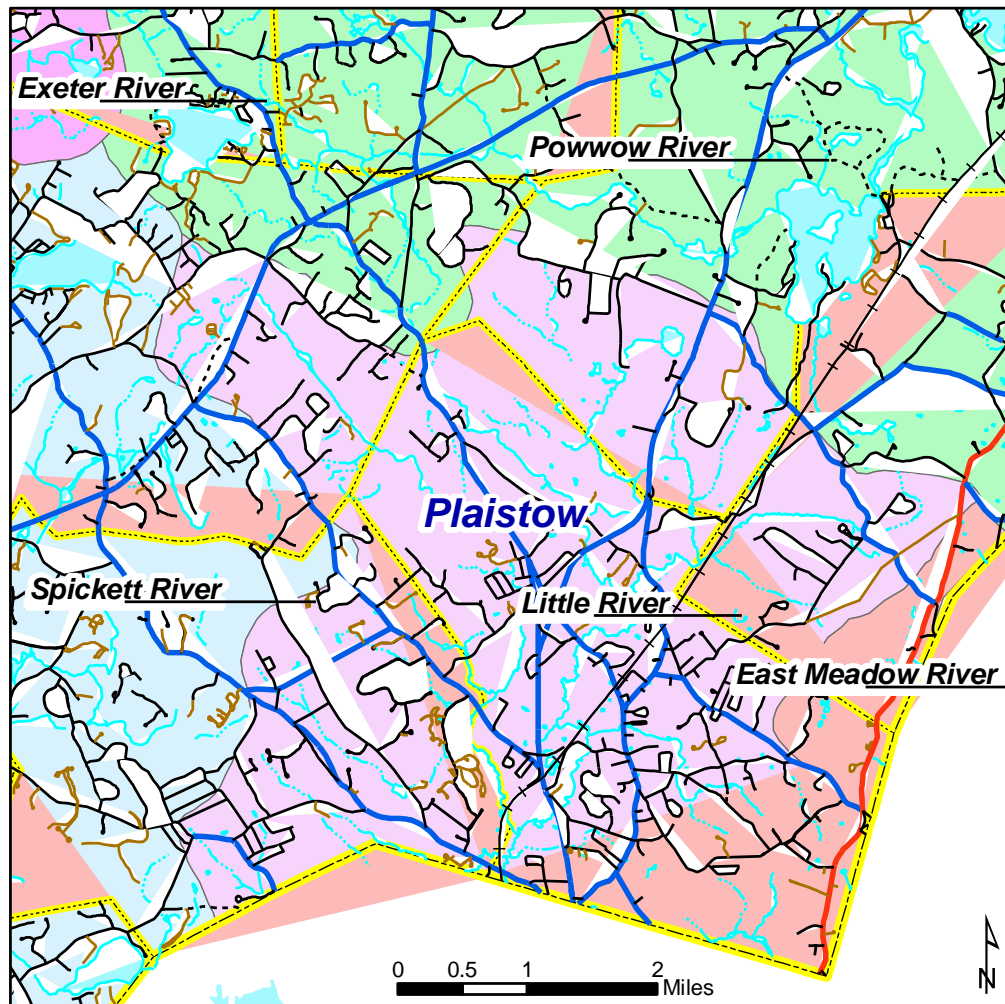 Exeter River
Powwow River
Plaistow
Spickett River
Little River
East Meadow River
0 0.5 1 2
Miles
N